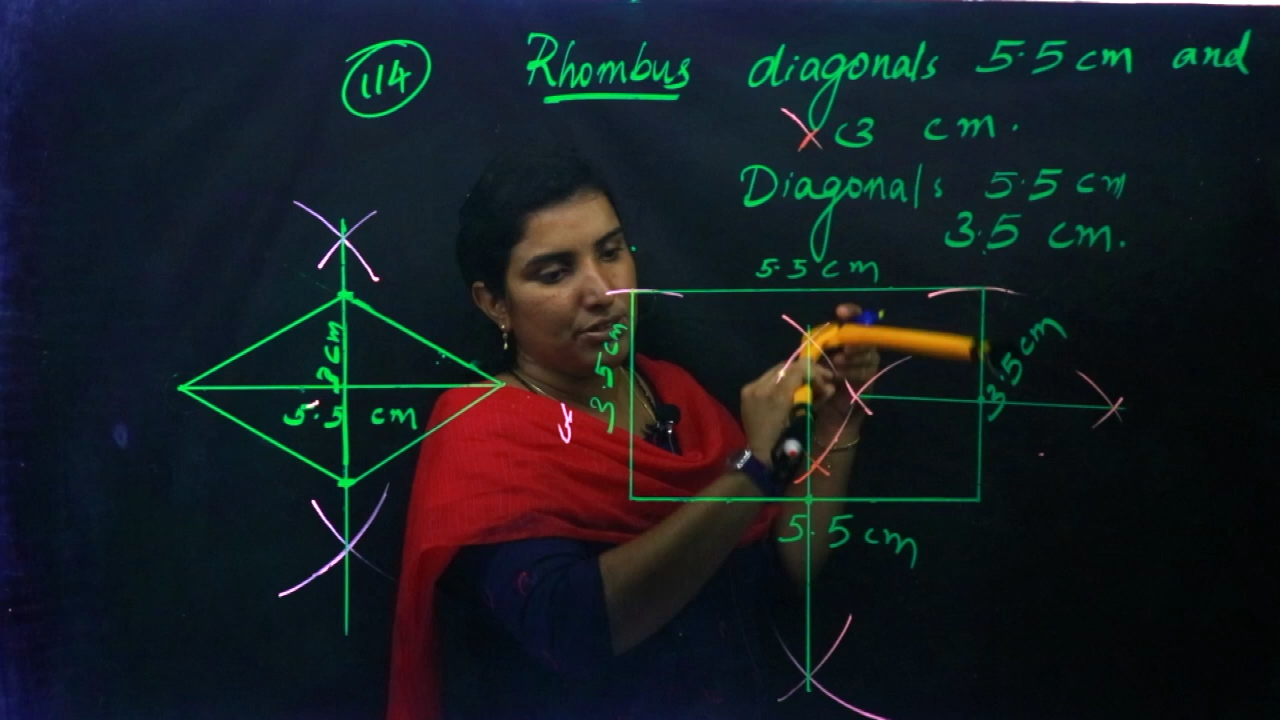 114
Rhombus diagonals 5.5 cm and
3 cm.
Diagonals 5.5 cm
3.5 cm.
5.5 cm
3.5 cm
3.5 cm
5.5 cm
3 cm
5.5 cm